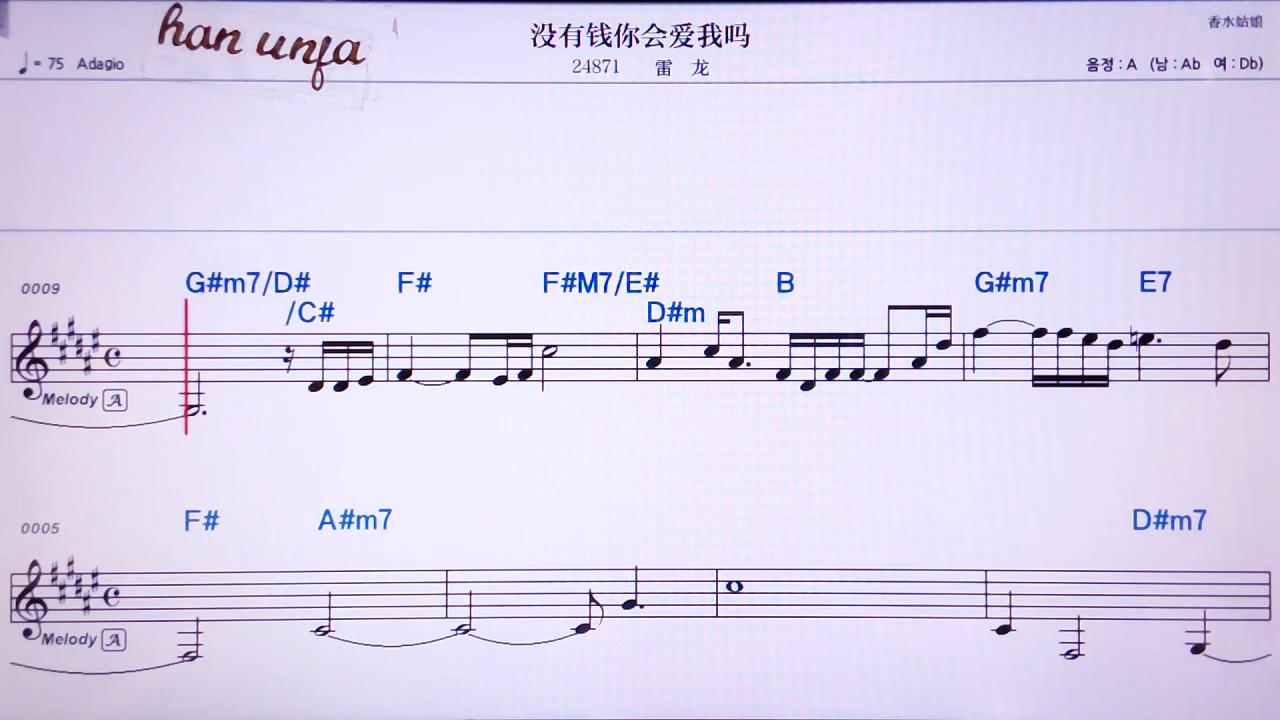 han unfa
没有钱你会爱我吗
香水姑娘
♩= 75 Adagio
24871 雷 龙
음정 : A (남 : Ab 여 : Db)
0009
G#m7/D# F# F#M7/E# B G#m7 E7
/C# D#m
Melody A
0005
F# A#m7 D#m7
Melody A